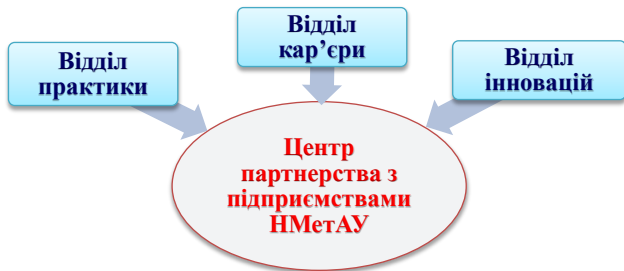 Відділ
практики
Відділ
кар’єри
Відділ
інновацій
Центр
партнерства з
підприємствами
НМетАУ